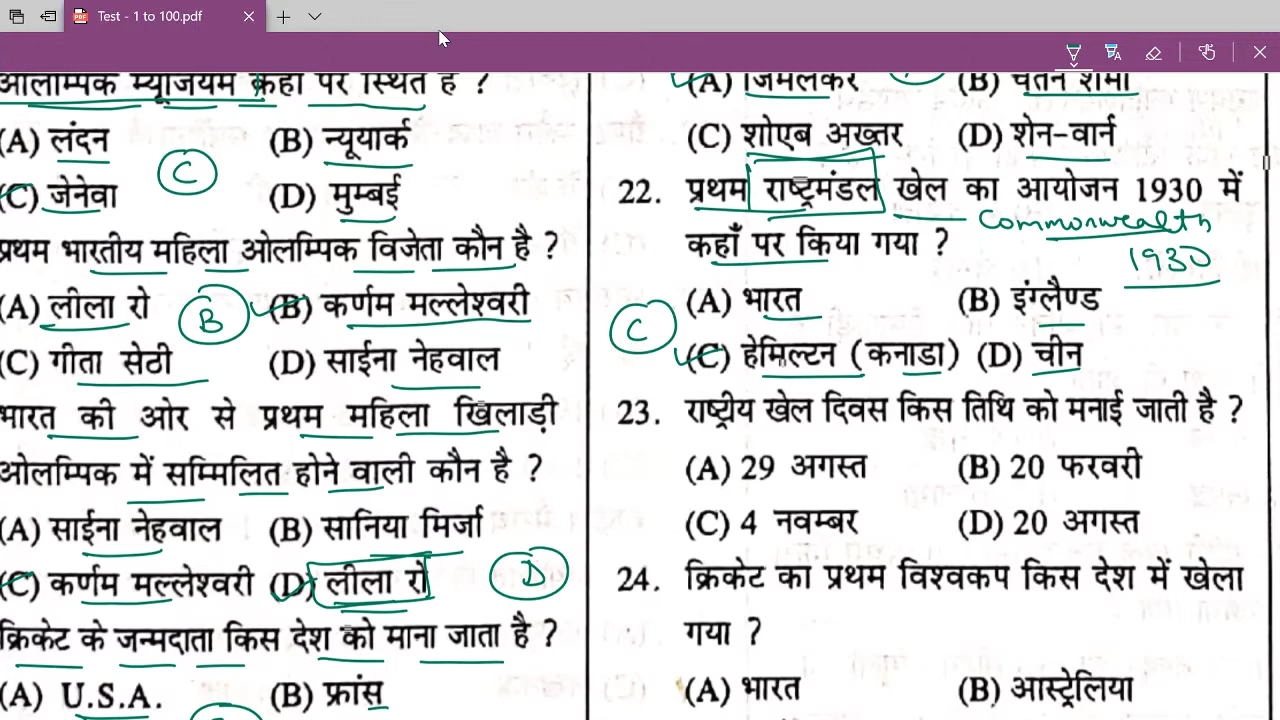 Test - 1 to 100.pdf
आलम्पिक म्यूजियम कहाँ पर स्थित है ?
(A) लंदन (B) न्यूयार्क
C
(C) जेनेवा (D) मुम्बई
प्रथम भारतीय महिला ओलम्पिक विजेता कौन है ?
(A) लीला रो (B) कर्णम मल्लेश्वरी
B
(C) गीता सेठी (D) साईना नेहवाल
भारत की ओर से प्रथम महिला खिलाड़ी
ओलम्पिक में सम्मिलित होने वाली कौन है ?
(A) साईना नेहवाल (B) सानिया मिर्जा
(C) कर्णम मल्लेश्वरी (D) लीला रो
D
क्रिकेट के जन्मदाता किस देश को माना जाता है ?
(A) U.S.A. (B) फ्रांस
(A) जिमलेकर (B) चेतन शर्मा
(C) शोएब अख्तर (D) शेन-वार्न
22. प्रथम राष्ट्रमंडल खेल का आयोजन 1930 में
Commonwealth
कहाँ पर किया गया ?
1930
(A) भारत (B) इंग्लैण्ड
C
(C) हेमिल्टन (कनाडा) (D) चीन
23. राष्ट्रीय खेल दिवस किस तिथि को मनाई जाती है ?
(A) 29 अगस्त (B) 20 फरवरी
(C) 4 नवम्बर (D) 20 अगस्त
24. क्रिकेट का प्रथम विश्वकप किस देश में खेला
गया ?
(A) भारत (B) आस्ट्रेलिया